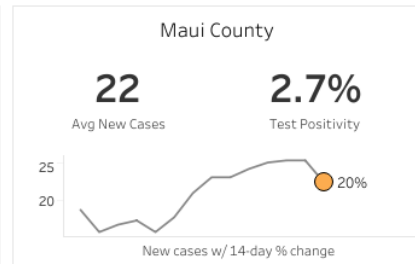 Maui County
22 2.7%
Avg New Cases Test Positivity
25
20%
20
New cases w/ 14-day % change